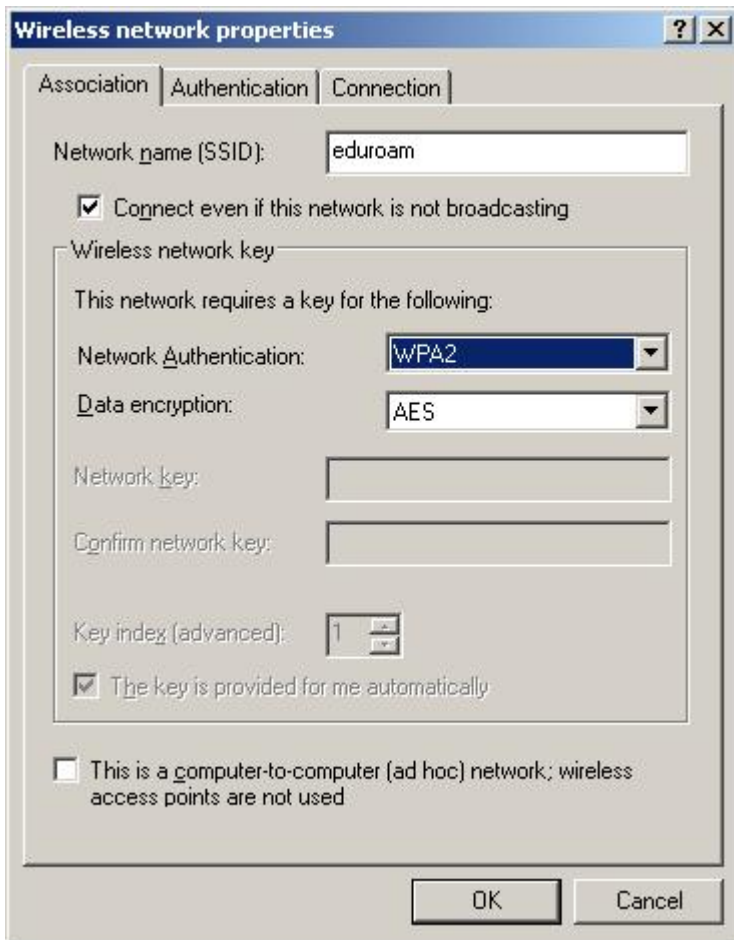 Wireless network properties
Association Authentication Connection
Network name (SSID): eduroam
Connect even if this network is not broadcasting
Wireless network key
This network requires a key for the following:
Network Authentication: WPA2
Data encryption: AES
Network key:
Confirm network key:
Key index (advanced): 1
The key is provided for me automatically
This is a computer-to-computer (ad hoc) network; wireless
access points are not used
OK Cancel